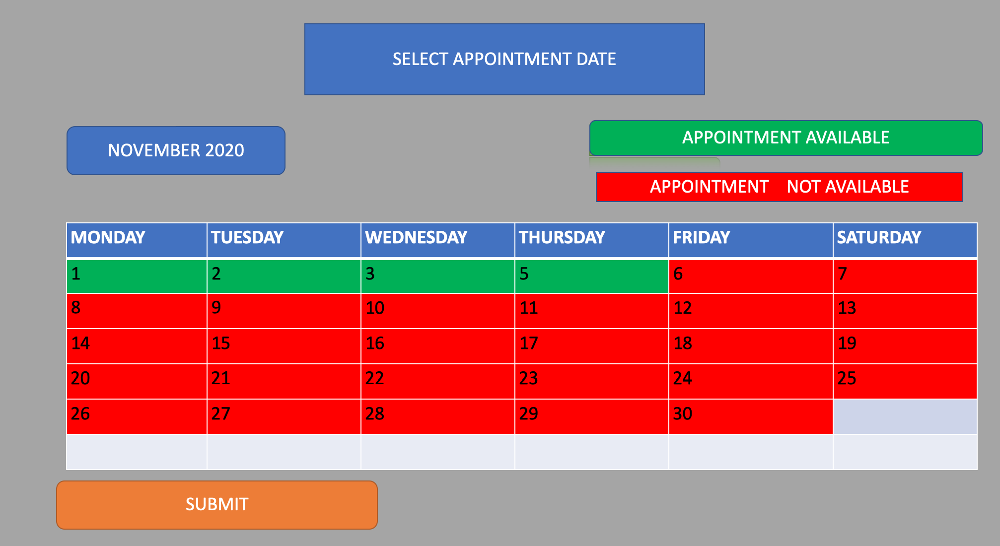 SELECT APPOINTMENT DATE
NOVEMBER 2020
APPOINTMENT AVAILABLE
APPOINTMENT NOT AVAILABLE
MONDAY TUESDAY WEDNESDAY THURSDAY FRIDAY SATURDAY
1 2 3 5 6 7
8 9 10 11 12 13
14 15 16 17 18 19
20 21 22 23 24 25
26 27 28 29 30
SUBMIT